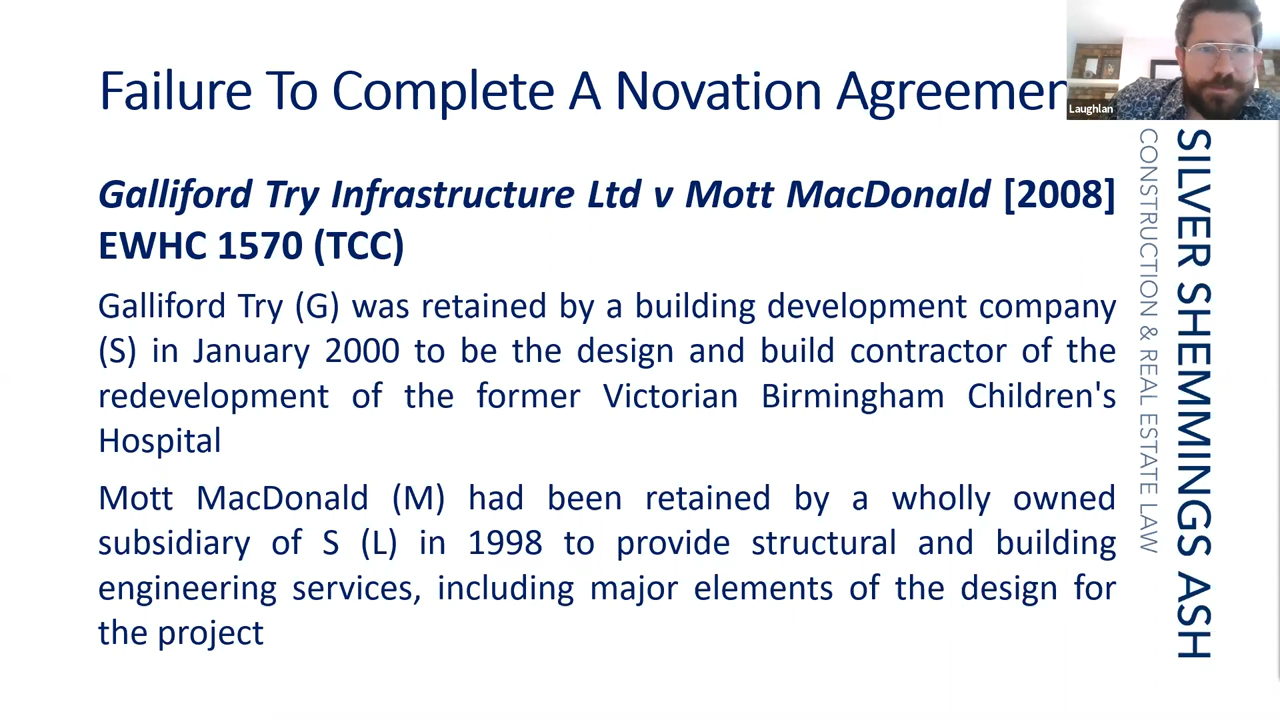 Failure To Complete A Novation Agreemen
Laughlan
Galliford Try Infrastructure Ltd v Mott MacDonald [2008]
EWHC 1570 (TCC)
Galliford Try (G) was retained by a building development company
(S) in January 2000 to be the design and build contractor of the
redevelopment of the former Victorian Birmingham Children's
Hospital
Mott MacDonald (M) had been retained by a wholly owned
subsidiary of S (L) in 1998 to provide structural and building
engineering services, including major elements of the design for
the project
SILVER SHEMMINGS ASH
CONSTRUCTION & REAL ESTATE LAW